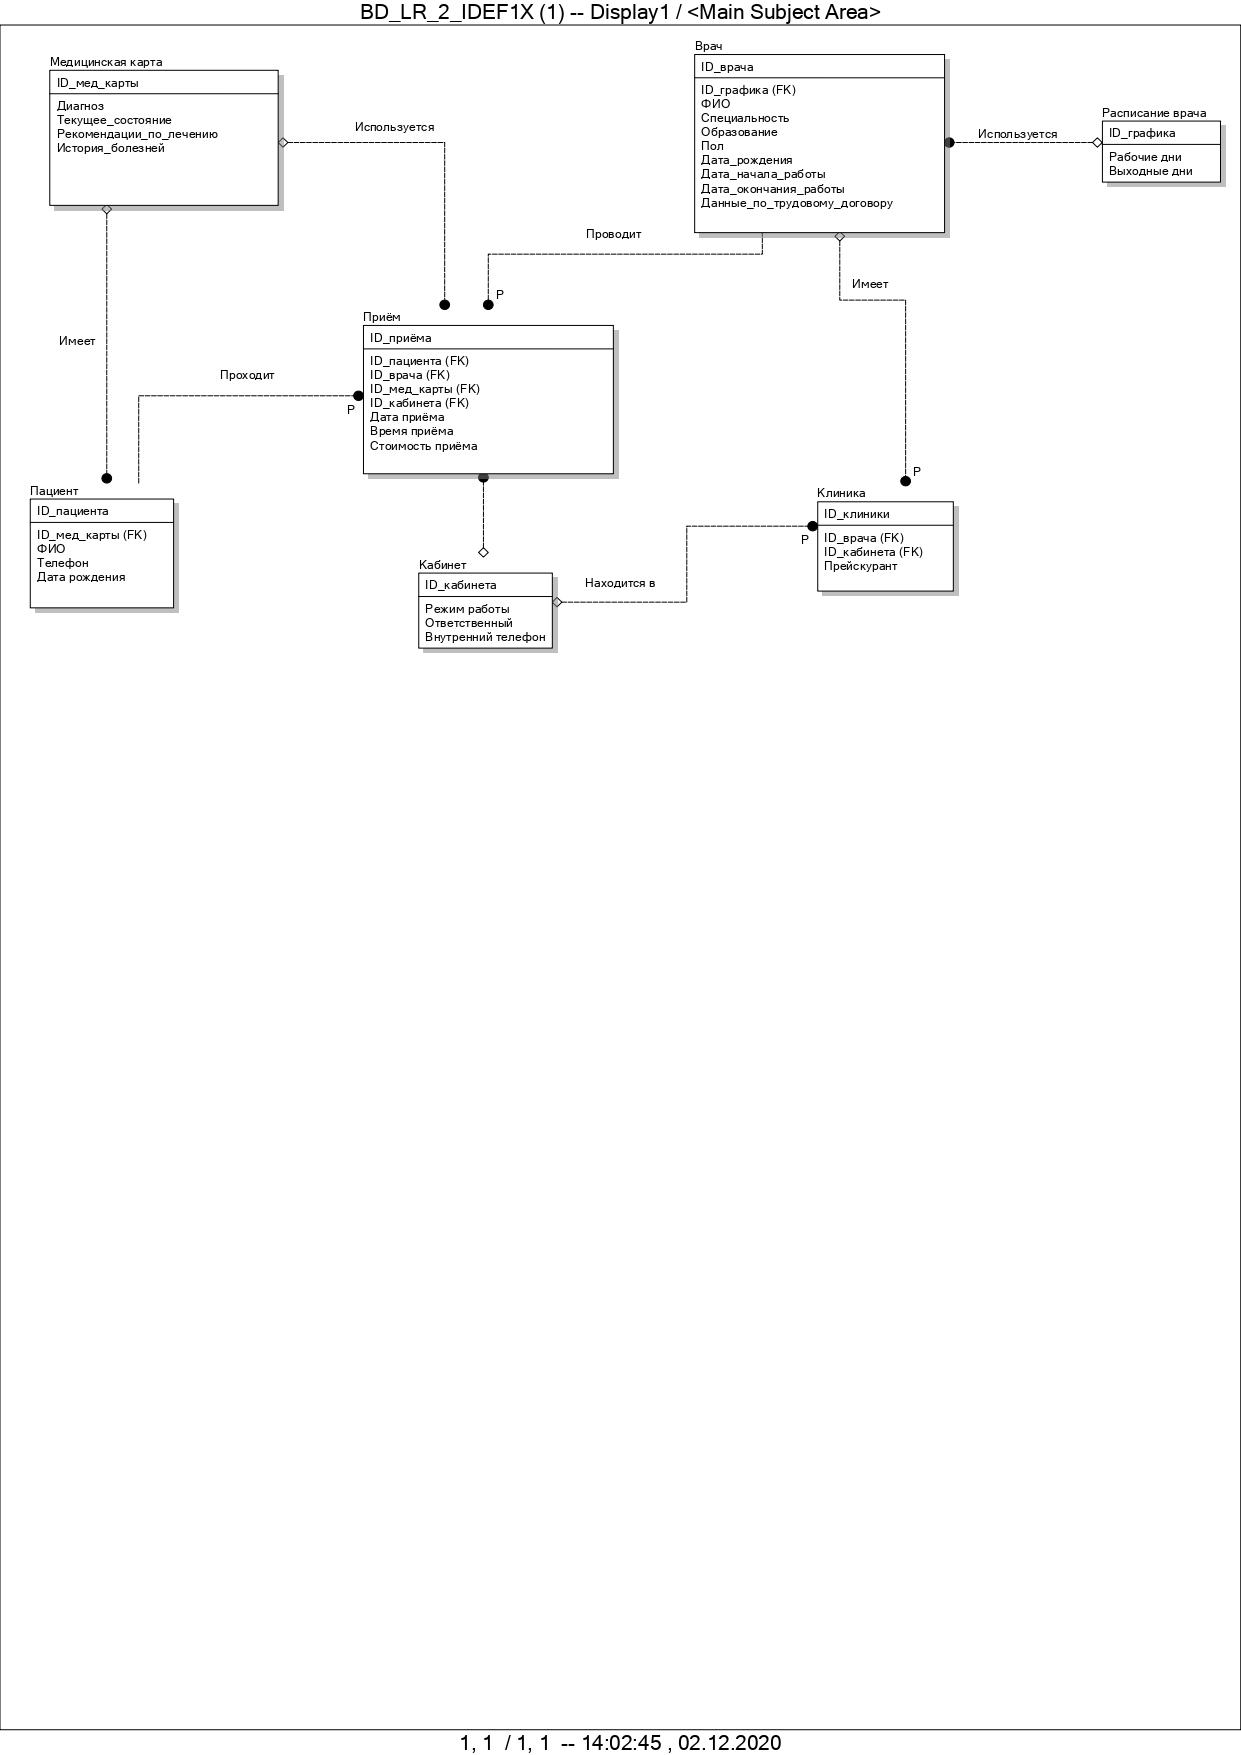 BD_LR_2_IDEF1X (1) -- Display1 / <Main Subject Area>
Медицинская карта
ID_мед_карты
Диагноз
Текущее_состояние
Рекомендации_по_лечению
История_болезней
Используется
Врач
ID_врача
ID_графика (FK)
ФИО
Специальность
Образование
Пол
Дата_рождения
Дата_начала_работы
Дата_окончания_работы
Данные_по_трудовому_договору
Используется
Расписание врача
ID_графика
Рабочие дни
Выходные дни
Проводит
P
Имеет
P
Имеет
Проходит
P
Приём
ID_приёма
ID_пациента (FK)
ID_врача (FK)
ID_мед_карты (FK)
ID_кабинета (FK)
Дата приёма
Время приёма
Стоимость приёма
Пациент
ID_пациента
ID_мед_карты (FK)
ФИО
Телефон
Дата рождения
Кабинет
ID_кабинета
Режим работы
Ответственный
Внутренний телефон
Находится в
P
Клиника
ID_клиники
ID_врача (FK)
ID_кабинета (FK)
Прейскурант
1, 1 / 1, 1 -- 14:02:45 , 02.12.2020